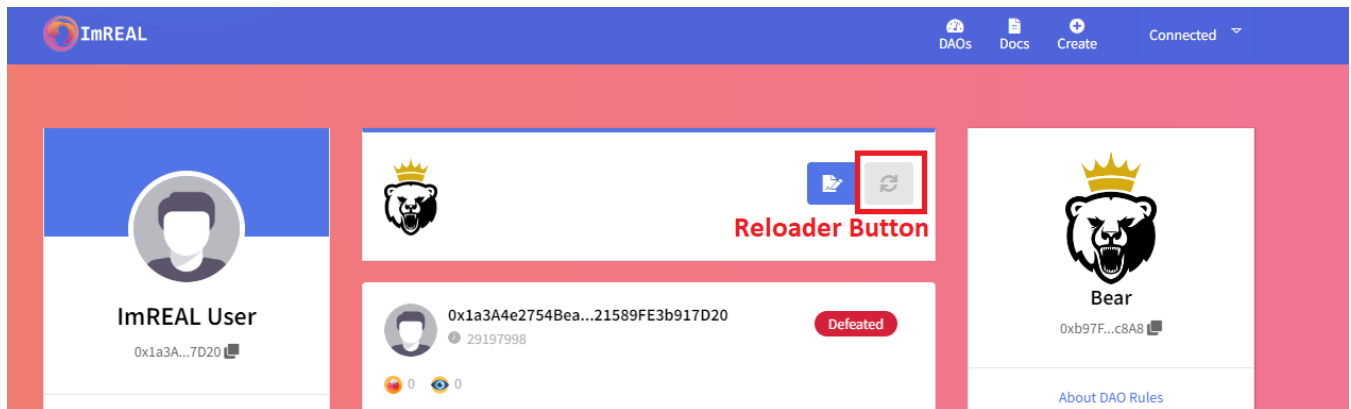 ImREAL
DAOs
Docs
Create
Connected
Reloader Button
ImREAL User
0x1a3A...7D20
0x1a3A4e2754Bea...21589FE3b917D20
29197998
Defeated
0
0
Bear
0xb97F...c8A8
About DAO Rules